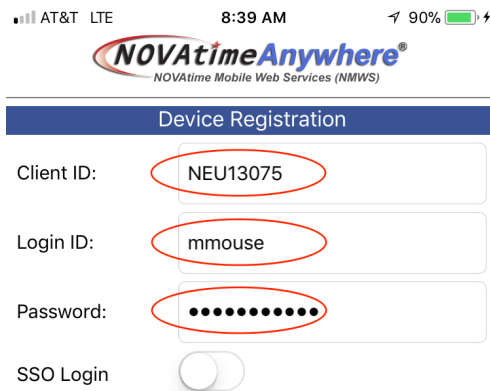 AT&T LTE 8:39 AM 90%
NOVAtimeAnywhere®
NOVAtime Mobile Web Services (NMWS)
Device Registration
Client ID: NEU13075
Login ID: mmouse
Password: •••••••••••
SSO Login